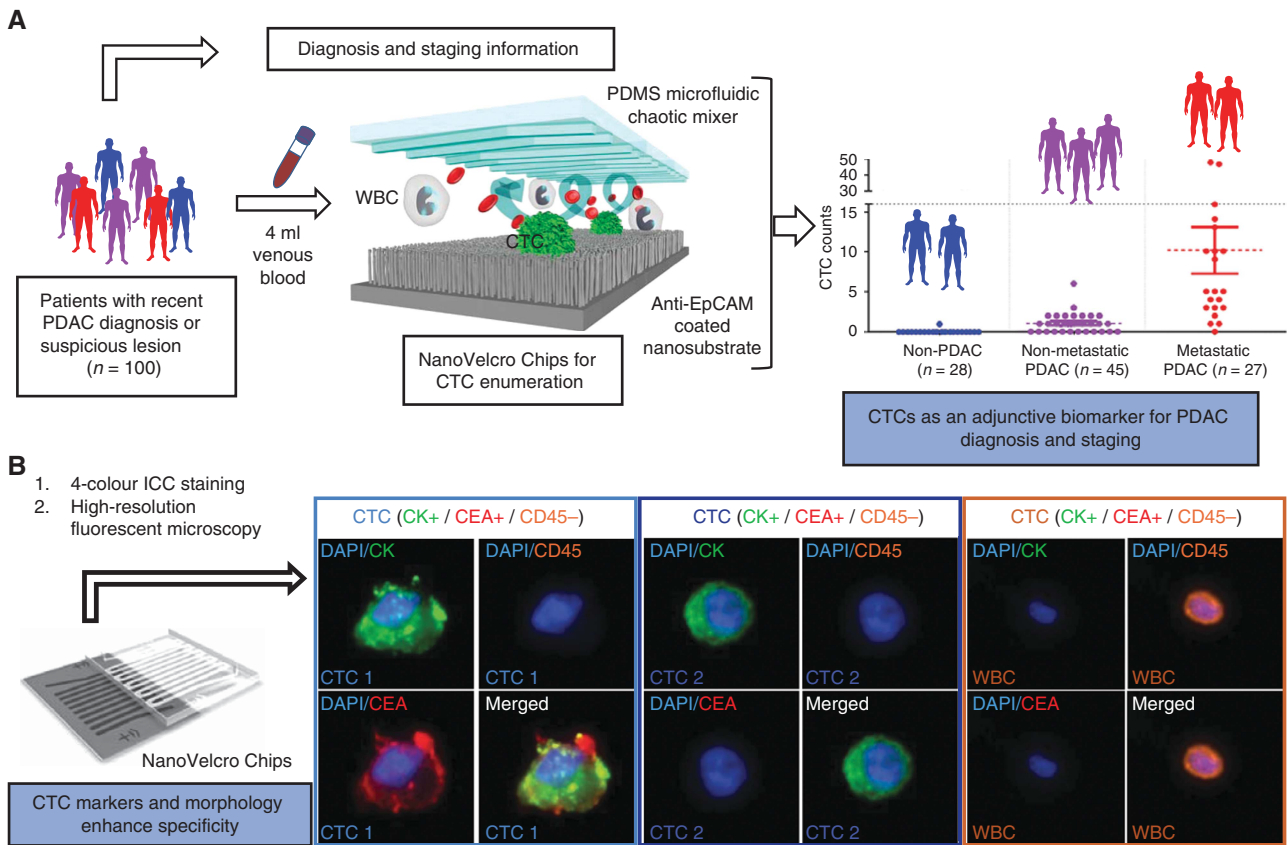 A
Diagnosis and staging information
Patients with recent
PDAC diagnosis or
suspicious lesion
(n = 100)
4 ml
venous
blood
PDMS microfluidic
chaotic mixer
WBC
CTC
Anti-EpCAM
coated
nanosubstrate
NanoVelcro Chips for
CTC enumeration
CTC counts
50
40
30
15
10
5
0
Non-PDAC
(n = 28)
Non-metastatic
PDAC (n = 45)
Metastatic
PDAC (n = 27)
CTCs as an adjunctive biomarker for PDAC
diagnosis and staging
B
1. 4-colour ICC staining
2. High-resolution
fluorescent microscopy
NanoVelcro Chips
CTC markers and morphology
enhance specificity
CTC (CK+ / CEA+ / CD45–)
DAPI/CK
CTC 1
DAPI/CD45
CTC 1
DAPI/CEA
CTC 1
Merged
CTC 1
CTC (CK+ / CEA+ / CD45–)
DAPI/CK
CTC 2
DAPI/CD45
CTC 2
DAPI/CEA
CTC 2
Merged
CTC 2
CTC (CK+ / CEA+ / CD45–)
DAPI/CK
WBC
DAPI/CD45
WBC
DAPI/CEA
WBC
Merged
WBC